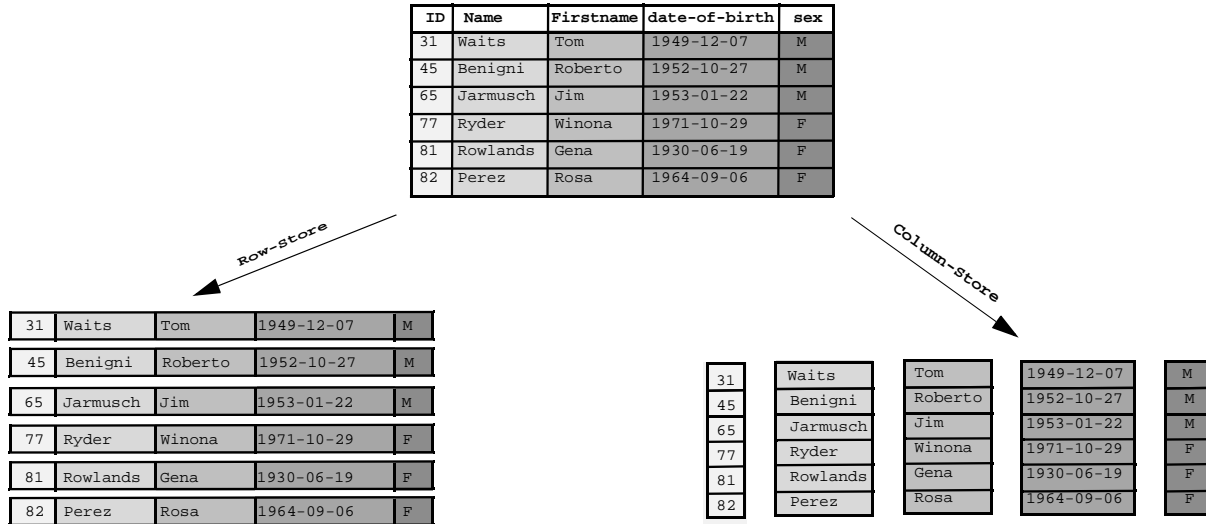 ID Name Firstname date-of-birth sex
31 Waits Tom 1949-12-07 M
45 Benigni Roberto 1952-10-27 M
65 Jarmusch Jim 1953-01-22 M
77 Ryder Winona 1971-10-29 F
81 Rowlands Gena 1930-06-19 F
82 Perez Rosa 1964-09-06 F
Row-store
Column-Store
31 Waits Tom 1949-12-07 M
45 Benigni Roberto 1952-10-27 M
65 Jarmusch Jim 1953-01-22 M
77 Ryder Winona 1971-10-29 F
81 Rowlands Gena 1930-06-19 F
82 Perez Rosa 1964-09-06 F
31 Waits Tom 1949-12-07 M
45 Benigni Roberto 1952-10-27 M
65 Jarmusch Jim 1953-01-22 M
77 Ryder Winona 1971-10-29 F
81 Rowlands Gena 1930-06-19 F
82 Perez Rosa 1964-09-06 F